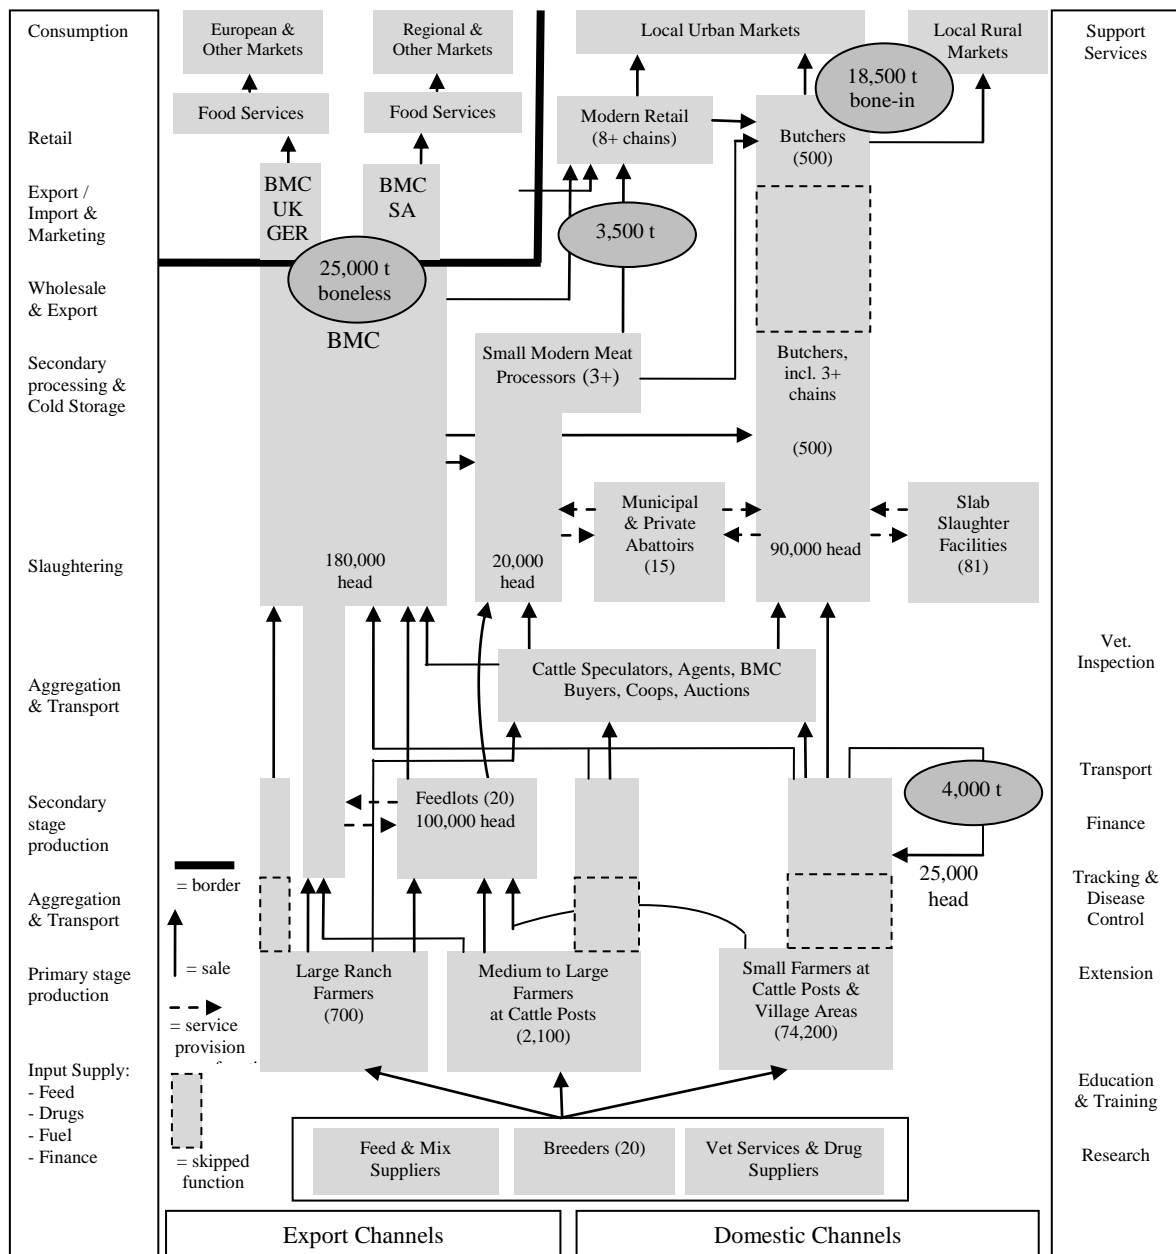 Consumption
Retail
Export /
Import &
Marketing
Wholesale
& Export
Secondary
processing &
Cold Storage
Slaughtering
Aggregation
& Transport
Secondary
stage
production
Aggregation
& Transport
Primary stage
production
Input Supply:
- Feed
- Drugs
- Fuel
- Finance
European &
Other Markets
Regional &
Other Markets
Local Urban Markets
Local Rural
Markets
18,500 t
bone-in
Food Services
Food Services
Modern Retail
(8+ chains)
Butchers
(500)
BMC
UK
GER
BMC
SA
3,500 t
25,000 t
boneless
BMC
Small Modern Meat
Processors (3+)
Butchers,
incl. 3+
chains
(500)
Municipal
& Private
Abattoirs
(15)
Slab
Slaughter
Facilities
(81)
180,000
head
20,000
head
90,000 head
Cattle Speculators, Agents, BMC
Buyers, Coops, Auctions
Feedlots (20)
100,000 head
4,000 t
25,000
head
= border
= sale
= service
provision
= skipped
function
Large Ranch
Farmers
(700)
Medium to Large
Farmers
at Cattle Posts
(2,100)
Small Farmers at
Cattle Posts &
Village Areas
(74,200)
Feed & Mix
Suppliers
Breeders (20)
Vet Services & Drug
Suppliers
Export Channels
Domestic Channels
Support
Services
Vet.
Inspection
Transport
Finance
Tracking &
Disease
Control
Extension
Education
& Training
Research